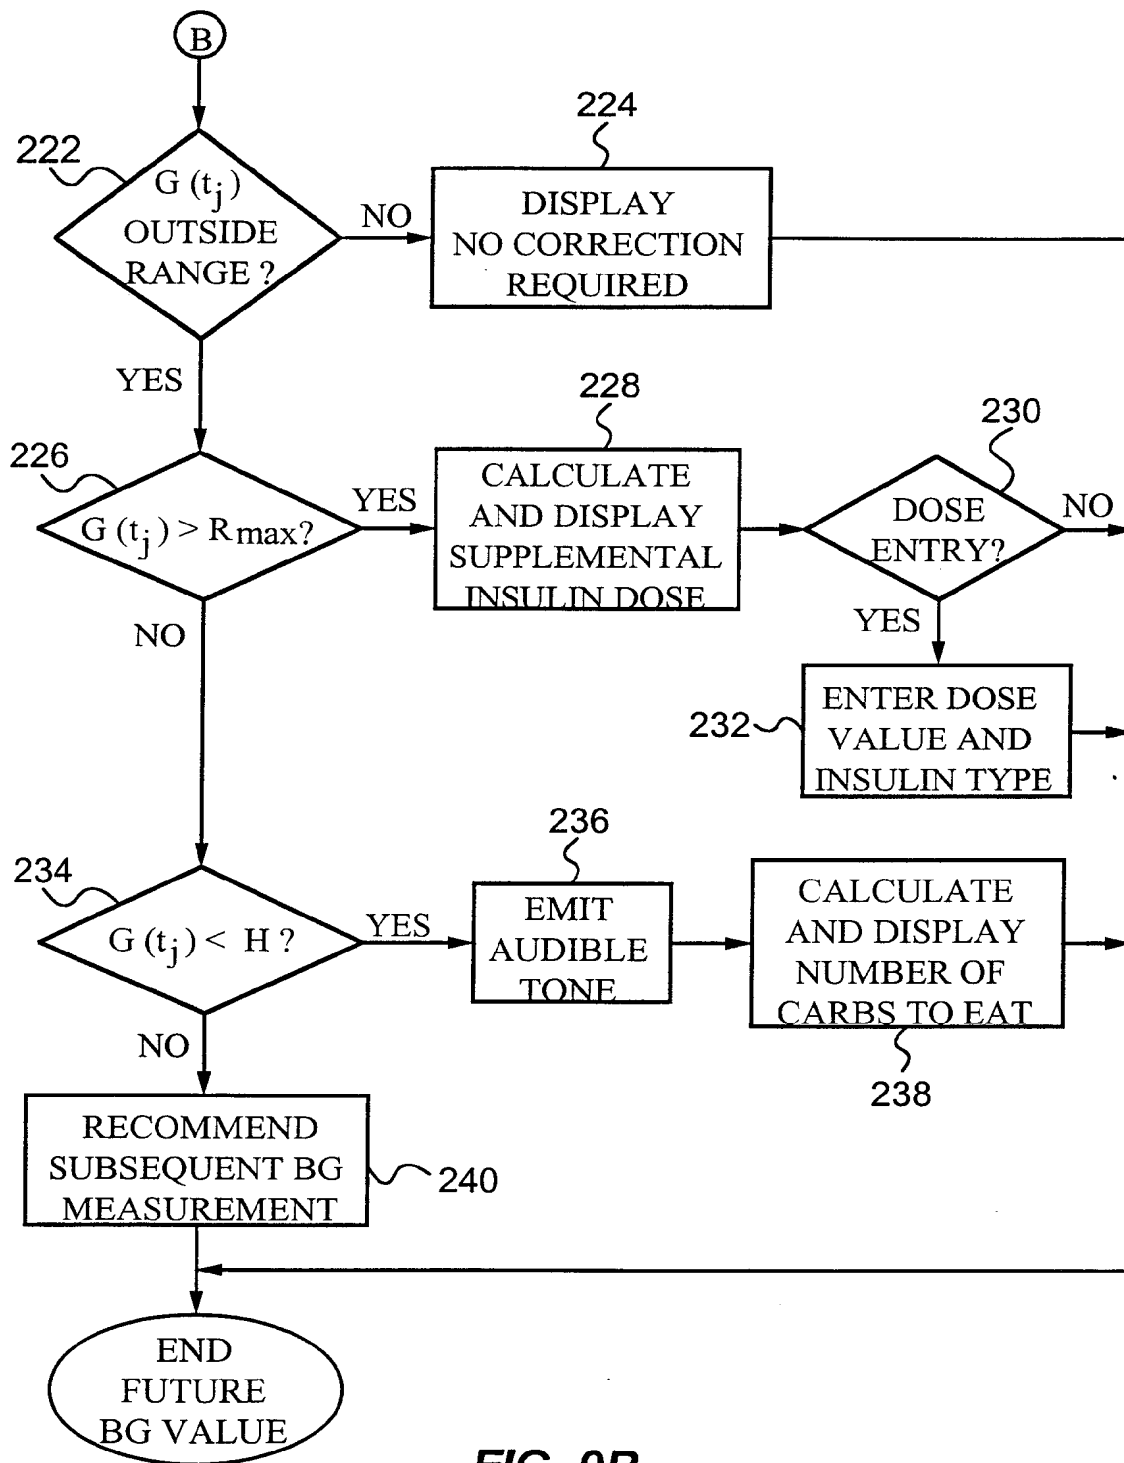 B
222
G (tj)
OUTSIDE
RANGE ?
NO
224
DISPLAY
NO CORRECTION
REQUIRED
YES
226
G (tj) > Rmax?
YES
228
CALCULATE
AND DISPLAY
SUPPLEMENTAL
INSULIN DOSE
230
DOSE
ENTRY?
NO
YES
232
ENTER DOSE
VALUE AND
INSULIN TYPE
NO
234
G (tj) < H ?
YES
236
EMIT
AUDIBLE
TONE
CALCULATE
AND DISPLAY
NUMBER OF
CARBS TO EAT
238
NO
RECOMMEND
SUBSEQUENT BG
MEASUREMENT
240
END
FUTURE
BG VALUE
FIG. 9B